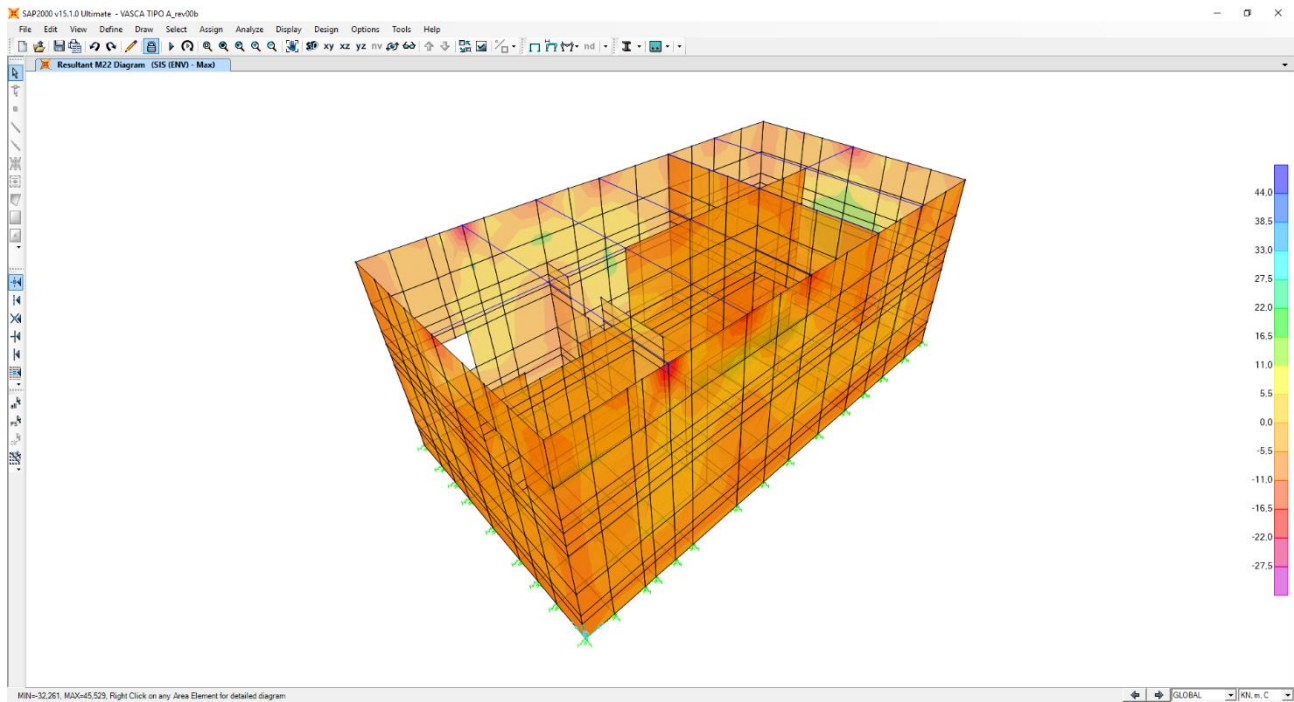 SAP2000 v15.1.0 Ultimate - VASCA TIPO A_rev00b
File Edit View Define Draw Select Assign Analyze Display Design Options Tools Help
3D xy xz yz nv nd
Resultant M22 Diagram (SIS (ENV) - Max)
44.0
38.5
33.0
27.5
22.0
16.5
11.0
5.5
0.0
-5.5
-11.0
-16.5
-22.0
-27.5
all
PS
clr
MIN=-32,261, MAX=45,529, Right Click on any Area Element for detailed diagram
GLOBAL
KN, m, C